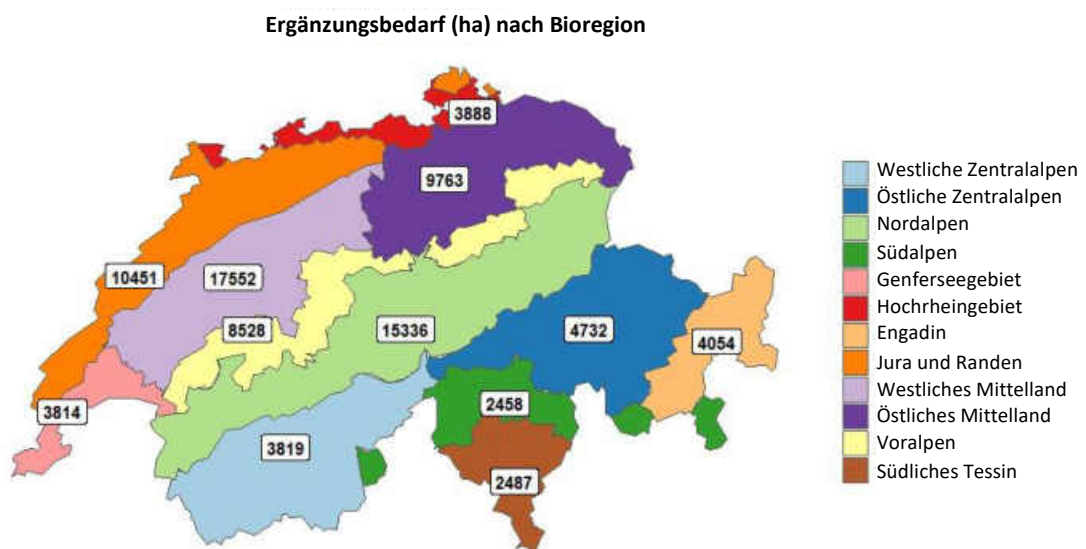 Ergänzungsbedarf (ha) nach Bioregion
3888
9763
10451
17552
8528
15336
4732
4054
3814
2458
3819
2487
Westliche Zentralalpen
Östliche Zentralalpen
Nordalpen
Südalpen
Genferseegebiet
Hochrheingebiet
Engadin
Jura und Randen
Westliches Mittelland
Östliches Mittelland
Voralpen
Südliches Tessin